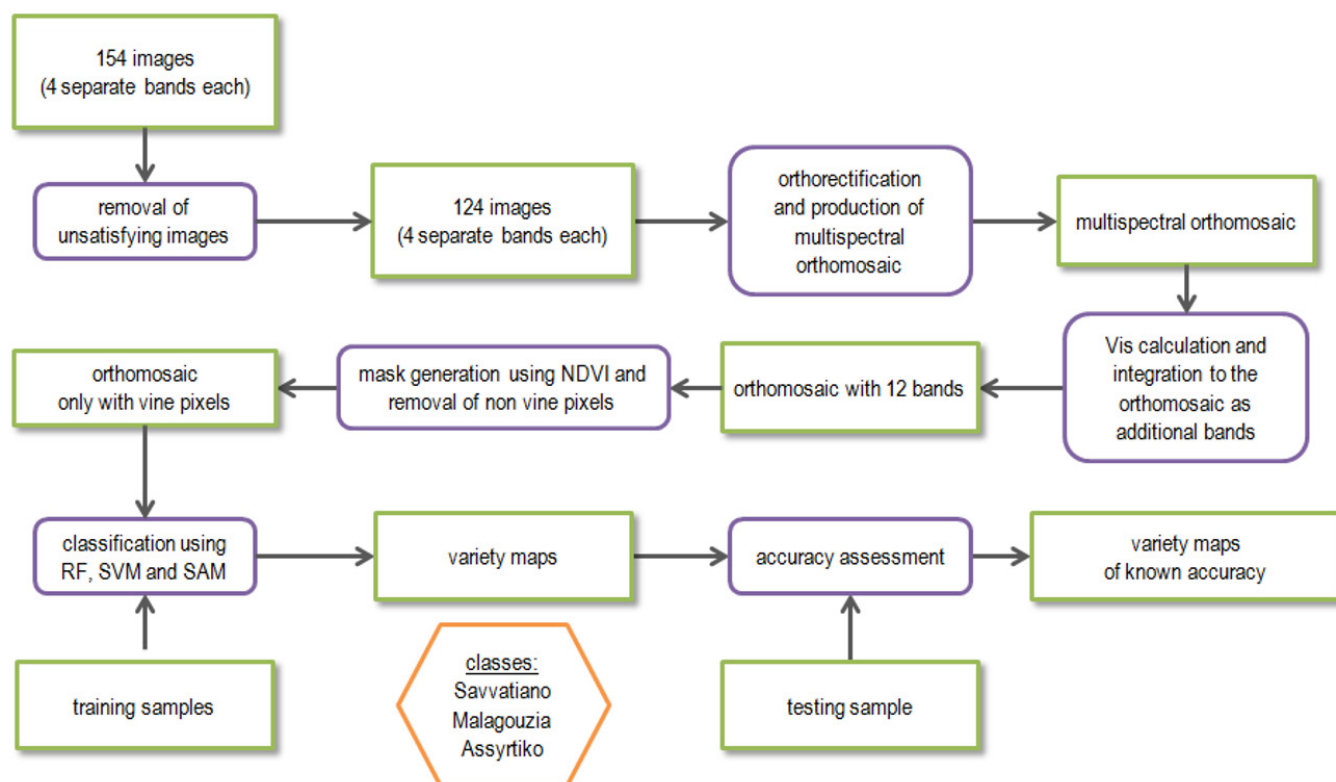 154 images
(4 separate bands each)
removal of
unsatisfying images
124 images
(4 separate bands each)
orthorectification
and production of
multispectral
orthomosaic
multispectral orthomosaic
Vis calculation and
integration to the
orthomosaic as
additional bands
orthomosaic with 12 bands
mask generation using NDVI and
removal of non vine pixels
orthomosaic
only with vine pixels
classification using
RF, SVM and SAM
training samples
variety maps
classes:
Savvatiano
Malagouzia
Assyrtiko
accuracy assessment
testing sample
variety maps
of known accuracy